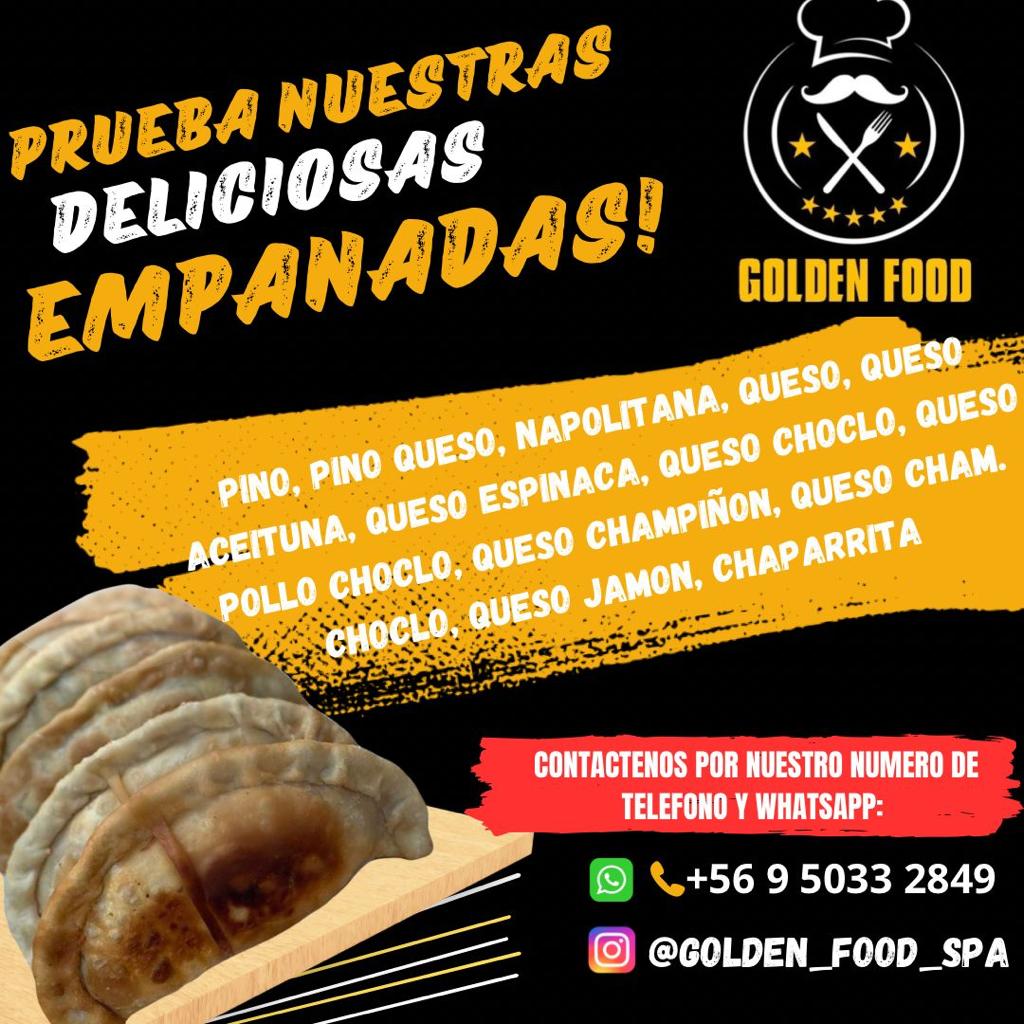 PRUEBA NUESTRAS
DELICIOSAS
EMPANADAS!
GOLDEN FOOD
PINO, PINO QUESO, NAPOLITANA, QUESO, QUESO
ACEITUNA, QUESO ESPINACA, QUESO CHOCLO, QUESO
POLLO CHOCLO, QUESO CHAMPIÑON, QUESO CHAM.
CHOCLO, QUESO JAMON, CHAPARRITA
CONTACTENOS POR NUESTRO NUMERO DE
TELEFONO Y WHATSAPP:
+56 9 5033 2849
@GOLDEN_FOOD_SPA